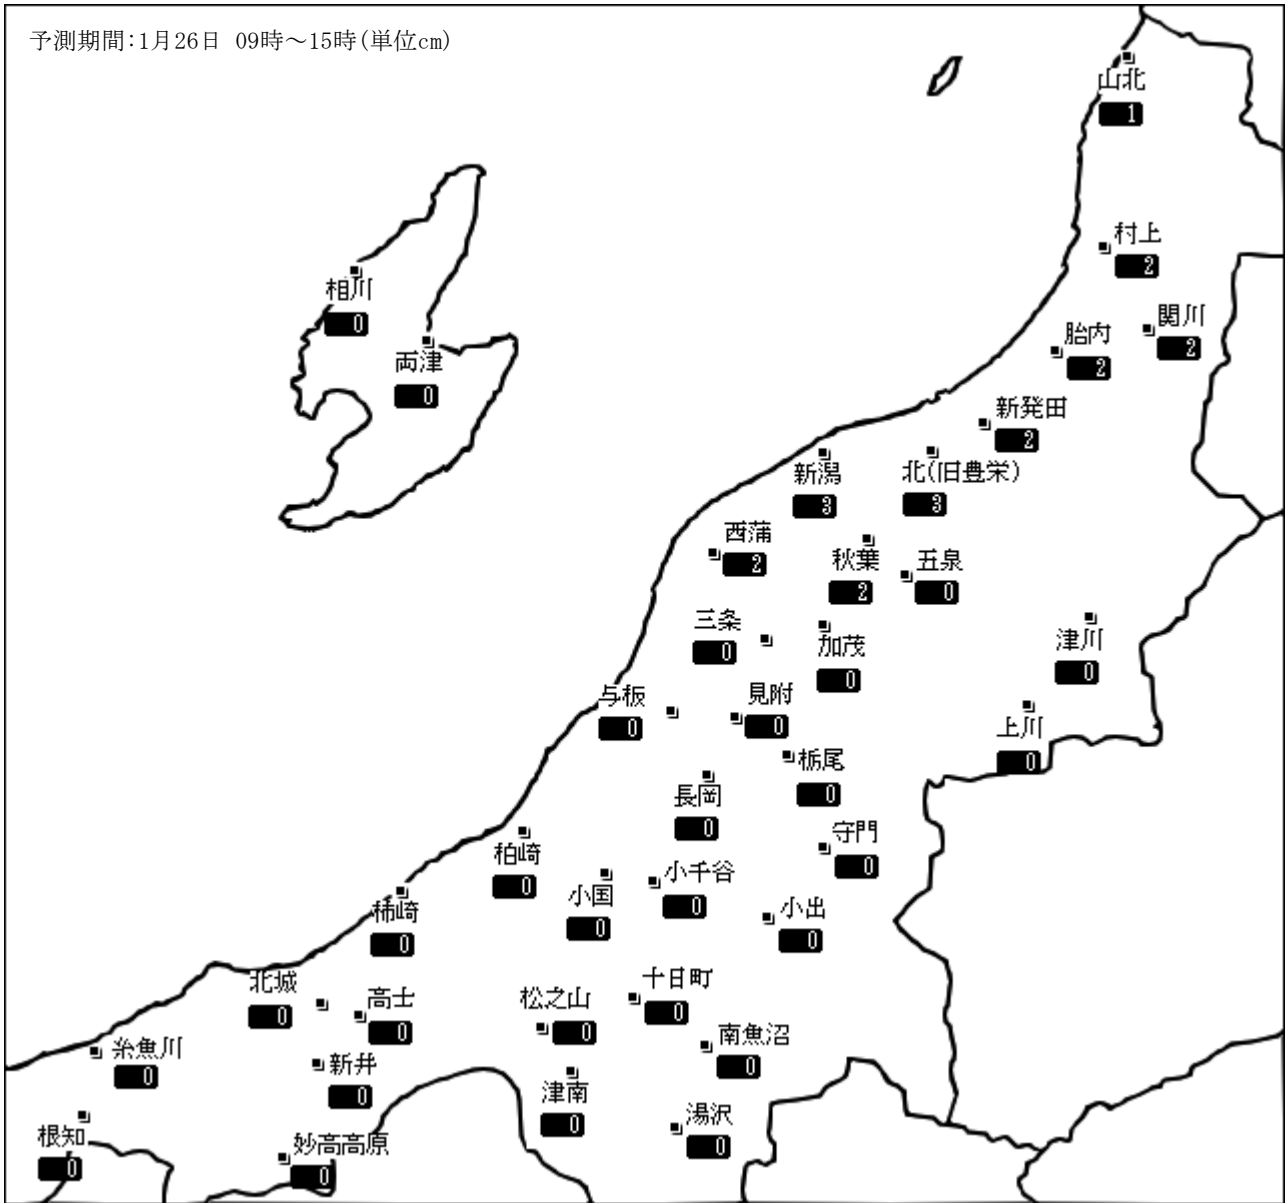 予測期間:1月26日 09時～15時(単位cm)
山北
1
村上
2
相川
0
関川
2
胎内
2
両津
0
新発田
2
新潟
3
北(旧豊栄)
3
西蒲
2
秋葉
2
五泉
0
三条
0
加茂
0
津川
0
与板
0
見附
0
上川
0
栃尾
0
長岡
0
守門
0
柏崎
0
小国
0
小千谷
0
小出
0
柿崎
0
北城
0
高士
0
松之山
0
十日町
0
南魚沼
0
糸魚川
0
新井
0
津南
0
湯沢
0
根知
0
妙高高原
0